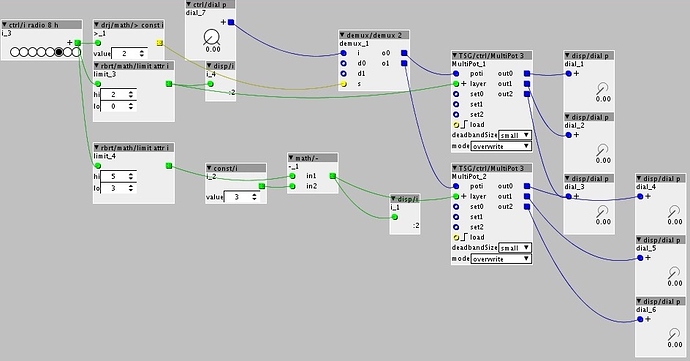 ctrl/i radio 8 h
i_3
drj/math/> const i
>_1
value 2
rbrt/math/limit attr i
limit_3
hi 2
lo 0
rbrt/math/limit attr i
limit_4
hi 5
lo 3
ctrl/dial p
dial_7
0.00
disp/i
i_4
:2
const/i
i_2
value 3
math/-
-_1
in1
in2
disp/i
i_1
:2
demux/demux 2
demux_1
i o0
d0 o1
d1
s
TSG/ctrl/MultiPot 3
MultiPot_1
poti out0
layer out1
set0 out2
set1
set2
load
deadbandSize small
mode overwrite
TSG/ctrl/MultiPot 3
MultiPot_2
poti out0
layer out1
set0 out2
set1
set2
load
deadbandSize small
mode overwrite
disp/dial p
dial_1
0.00
disp/dial p
dial_2
0.00
disp/dial p
dial_3
0.00
disp/dial p
dial_4
0.00
disp/dial p
dial_5
0.00
disp/dial p
dial_6
0.00